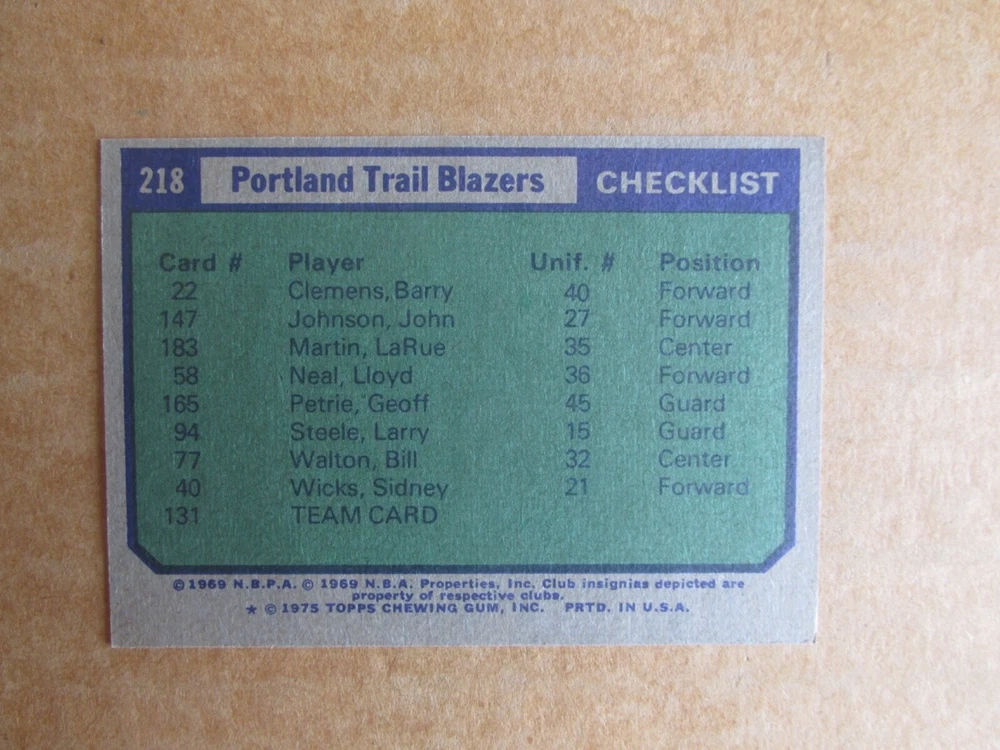 218 Portland Trail Blazers CHECKLIST
Card # Player Unif. # Position
22 Clemens, Barry 40 Forward
147 Johnson, John 27 Forward
183 Martin, LaRue 35 Center
58 Neal, Lloyd 36 Forward
165 Petrie, Geoff 45 Guard
94 Steele, Larry 15 Guard
77 Walton, Bill 32 Center
40 Wicks, Sidney 21 Forward
131 TEAM CARD
© 1969 N.B.P.A. © 1969 N.B.A. Properties, Inc. Club insignias depicted are
property of respective clubs.
★ © 1975 TOPPS CHEWING GUM, INC. PRTD. IN U.S.A.